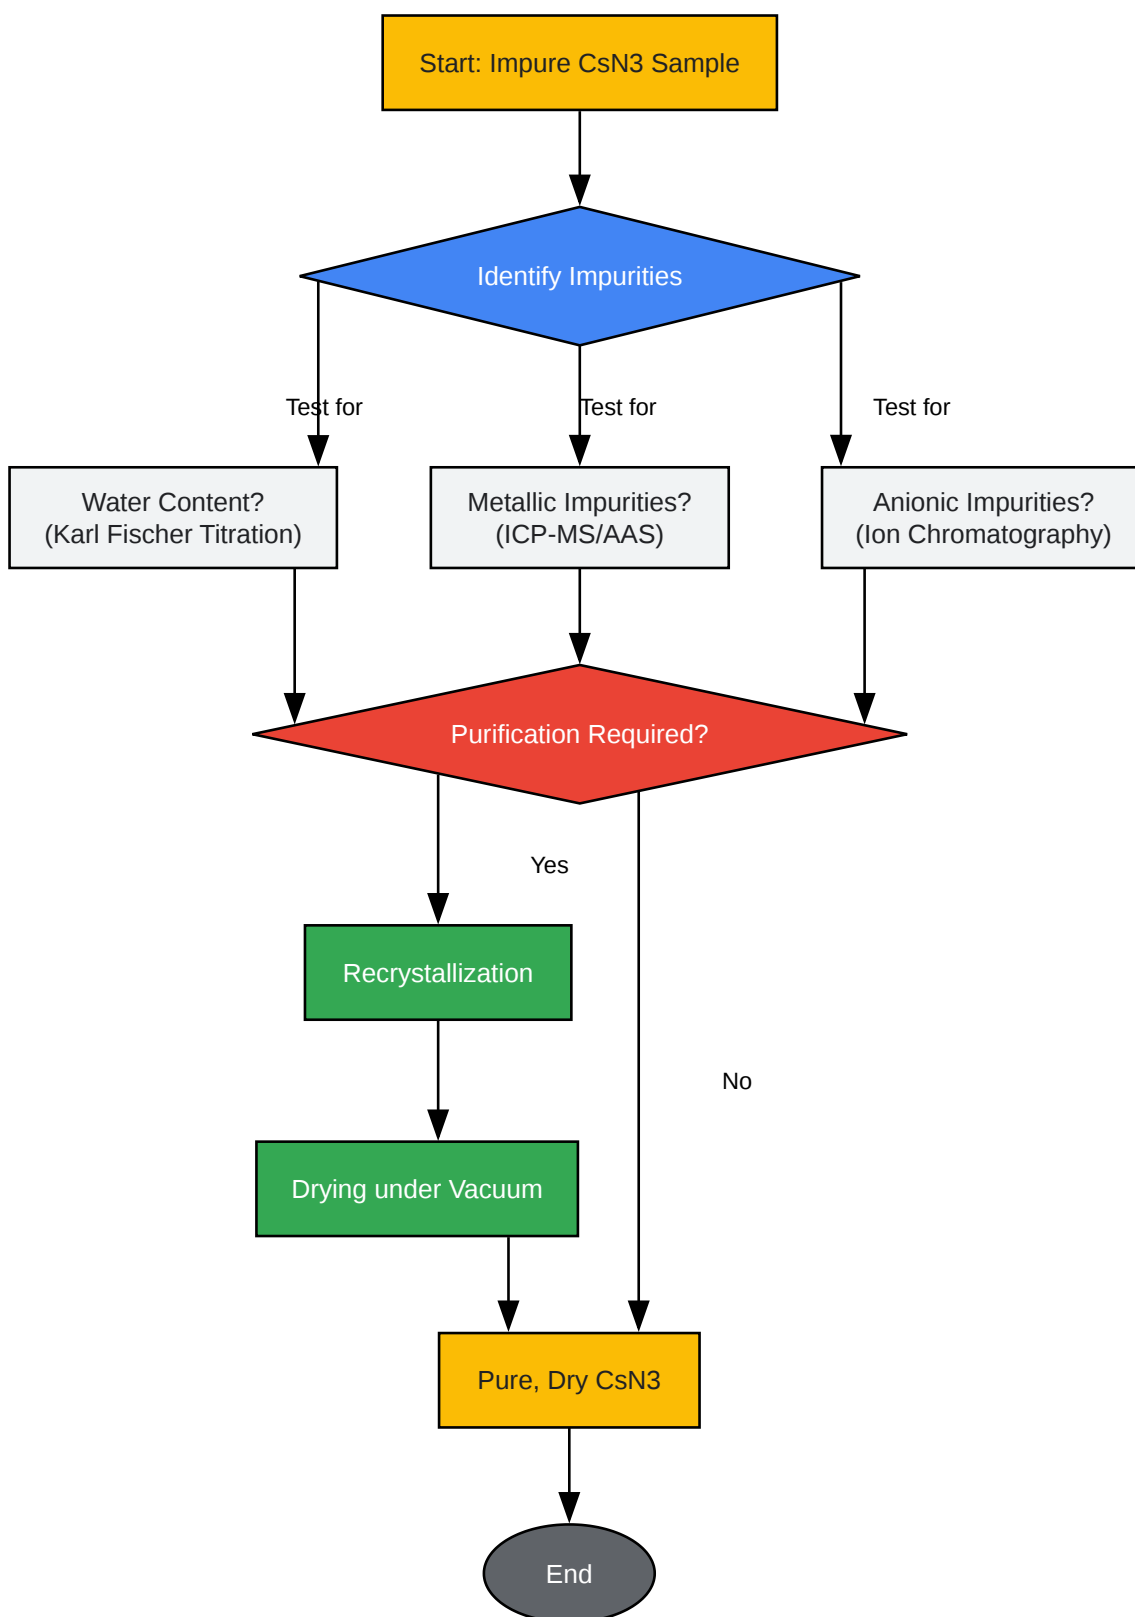 Start: Impure CsN3 Sample
Identify Impurities
Test for
Test for
Test for
Water Content?
(Karl Fischer Titration)
Metallic Impurities?
(ICP-MS/AAS)
Anionic Impurities?
(Ion Chromatography)
Purification Required?
Yes
Recrystallization
No
Drying under Vacuum
Pure, Dry CsN3
End